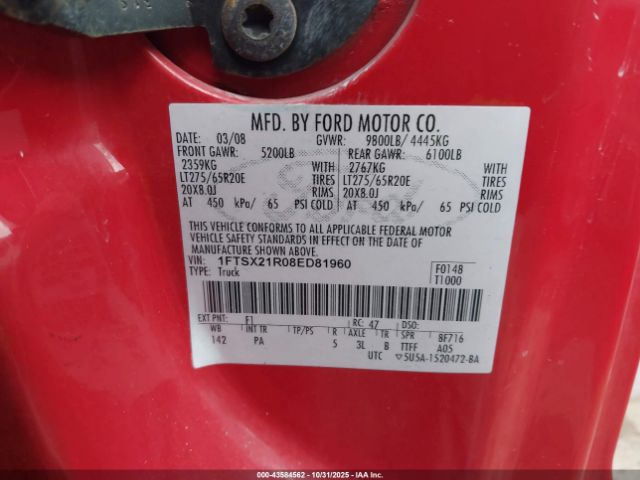 MFD. BY FORD MOTOR CO.
DATE: 03/08 GVWR: 9800LB/ 4445KG
FRONT GAWR: 5200LB REAR GAWR: 6100LB
2359KG WITH 2767KG WITH
LT275/65R20E TIRES LT275/65R20E TIRES
20X8.0J RIMS 20X8.0J RIMS
AT 450 kPa/ 65 PSI COLD AT 450 kPa/ 65 PSI COLD
THIS VEHICLE CONFORMS TO ALL APPLICABLE FEDERAL MOTOR
VEHICLE SAFETY STANDARDS IN EFFECT ON THE DATE OF
MANUFACTURE SHOWN ABOVE.
VIN: 1FTSX21R08ED81960
TYPE: Truck
F0148
T1000
EXT PNT: F1 RC: 47 DSO:
WB INT TR TP/PS R AXLE TR SPR 8F716
142 PA 5 3L B TTFF A05
UTC 5U5A-1520472-BA
000-43584562 - 10/31/2025 - IAA Inc.